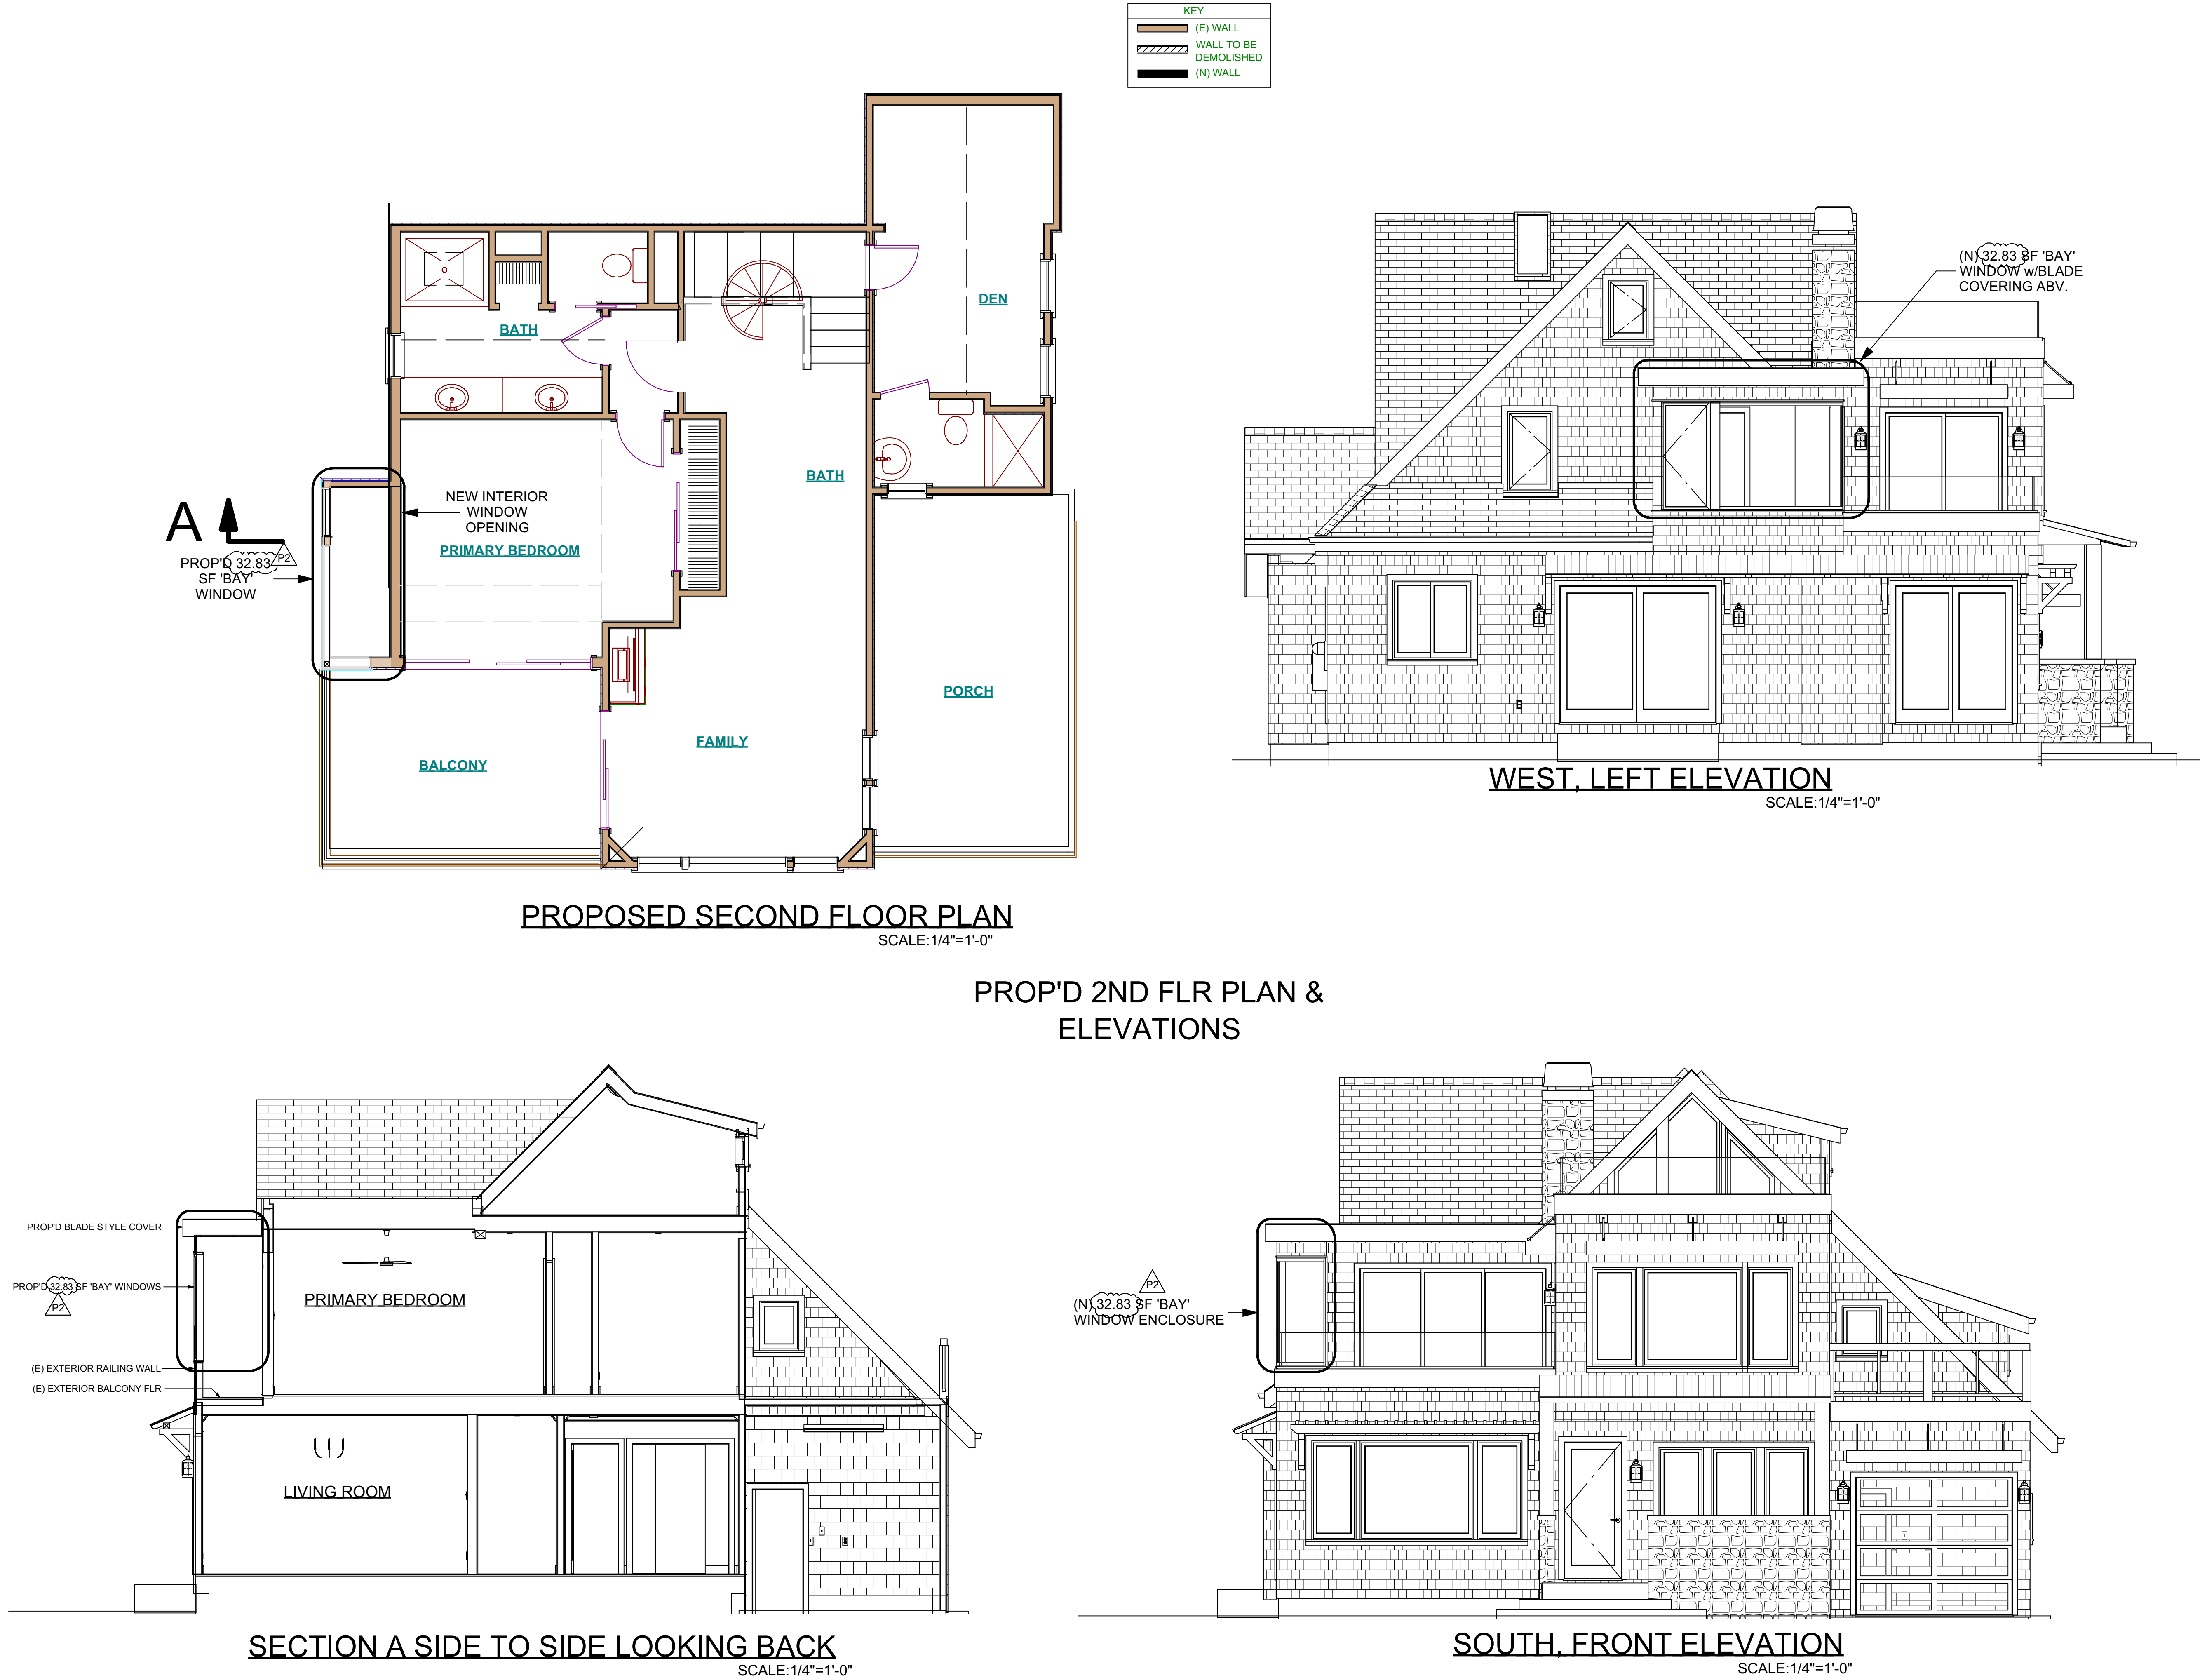 KEY
(E) WALL
WALL TO BE
DEMOLISHED
(N) WALL
DEN
BATH
BATH
NEW INTERIOR
WINDOW
OPENING
PRIMARY BEDROOM
A
P2
PROP'D 32.83
SF 'BAY'
WINDOW
PORCH
FAMILY
BALCONY
PROPOSED SECOND FLOOR PLAN
SCALE:1/4"=1'-0"
(N) 32.83 SF 'BAY'
WINDOW w/BLADE
COVERING ABV.
WEST, LEFT ELEVATION
SCALE:1/4"=1'-0"
PROP'D 2ND FLR PLAN &
ELEVATIONS
PROP'D BLADE STYLE COVER
PROP'D 32.83 SF 'BAY' WINDOWS
P2
PRIMARY BEDROOM
(E) EXTERIOR RAILING WALL
(E) EXTERIOR BALCONY FLR
LIVING ROOM
SECTION A SIDE TO SIDE LOOKING BACK
SCALE:1/4"=1'-0"
P2
(N) 32.83 SF 'BAY'
WINDOW ENCLOSURE
SOUTH, FRONT ELEVATION
SCALE:1/4"=1'-0"